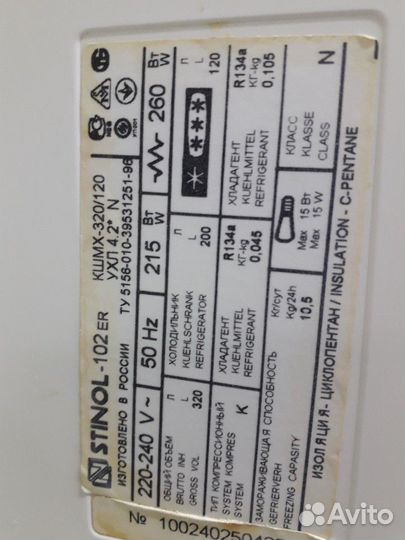 STINOL-102 ER
КШМХ-320/120
УХЛ 4.2* N
ИЗГОТОВЛЕНО В РОССИИ
ТУ 5156-010-39531251-96
220-240 V ~ 50 Hz 215 Вт W 260 Вт W
ОБЩИЙ ОБЪЕМ
BRUTTO INH
GROSS VOL
Л L
320
ХОЛОДИЛЬНИК
KUEHLSCHRANK
REFRIGERATOR
Л L
200
Л L
120
ТИП КОМПРЕССИОННЫЙ
SYSTEM KOMPRES
SYSTEM COMPRES
K
ХЛАДАГЕНТ
KUEHLMITTEL
REFRIGERANT
R134a
КГ-kg
0,045
ХЛАДАГЕНТ
KUEHLMITTEL
REFRIGERANT
R134a
КГ-kg
0,105
ЗАМОРАЖИВАЮЩАЯ СПОСОБНОСТЬ
GEFRIERVERH
FREEZING CAPACITY
Кг/сут
Kg/24h
10,5
Max 15 Вт
Max 15 W
КЛАСС
KLASSE
CLASS
N
ИЗОЛЯЦИЯ- ЦИКЛОПЕНТАН / INSULATION - C-PENTANE
№ 100240250
Avito